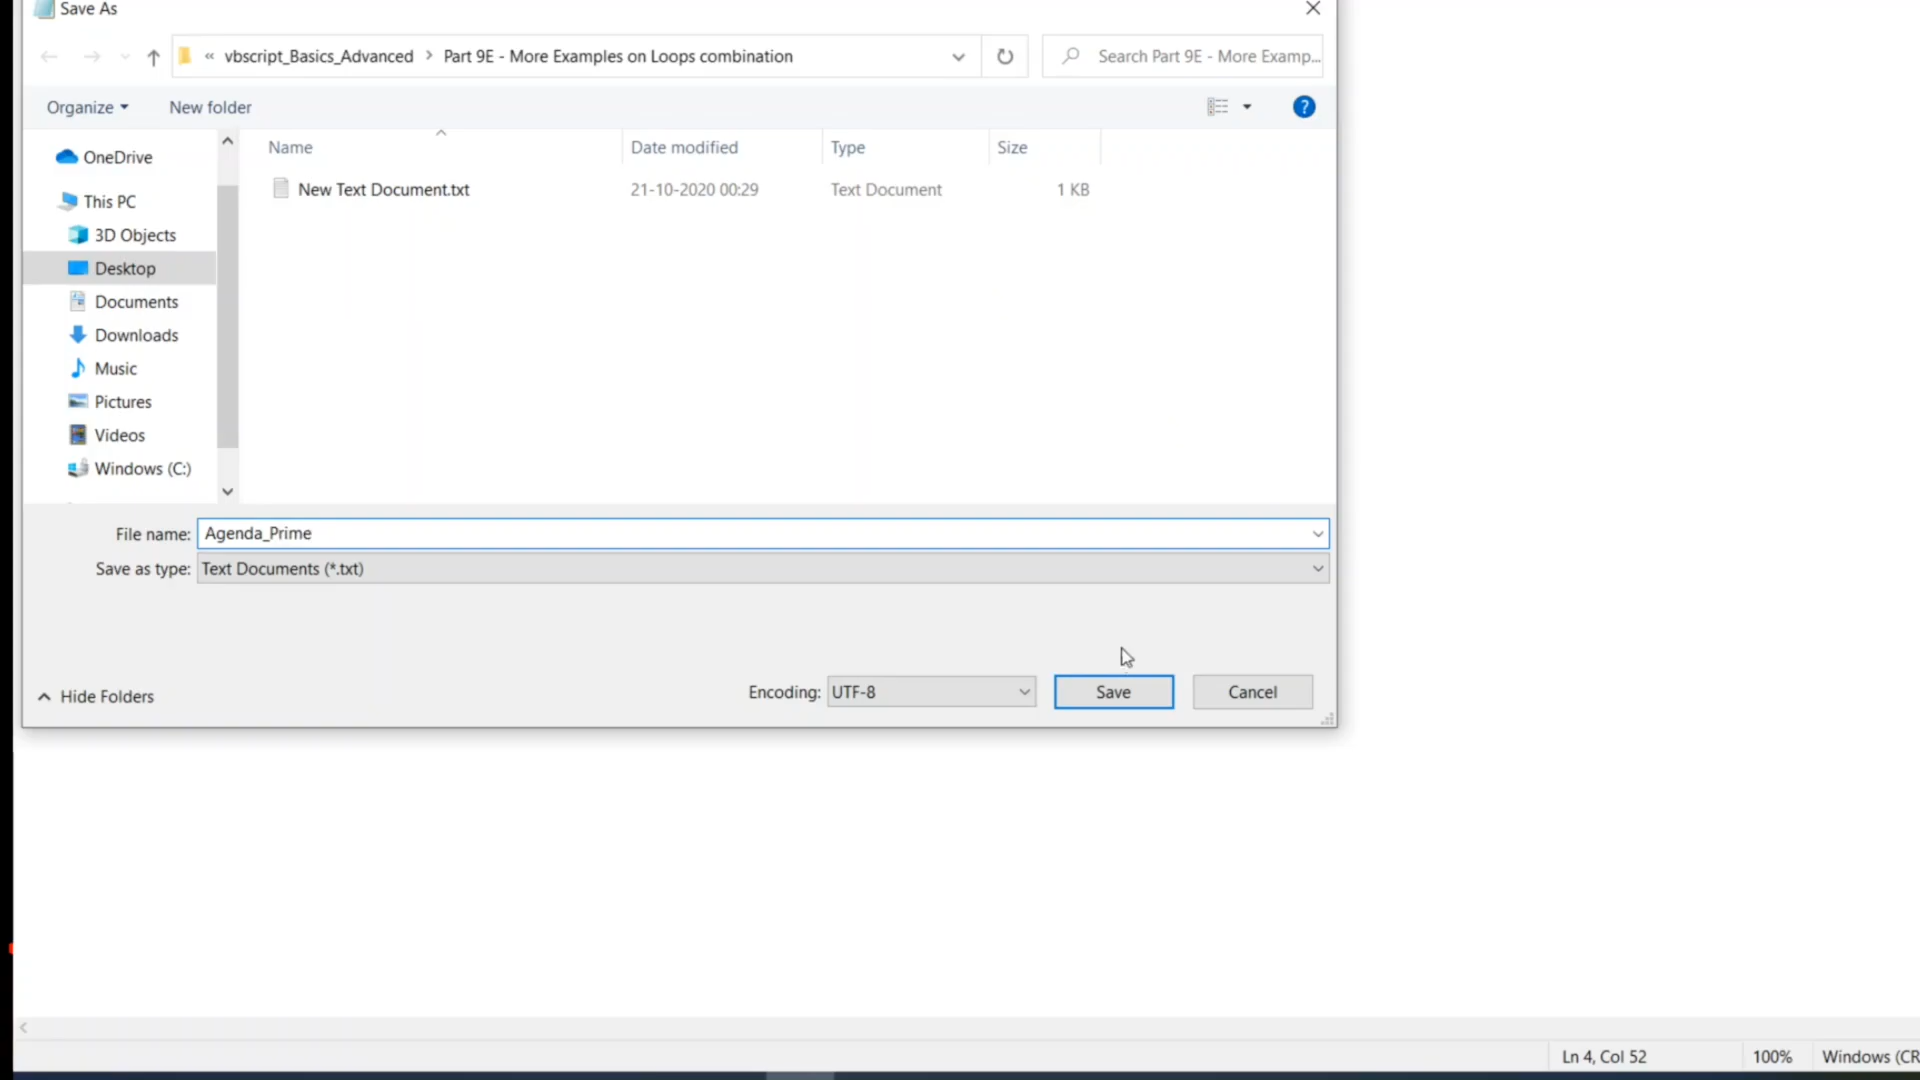 Save As
« vbscript_Basics_Advanced > Part 9E - More Examples on Loops combination
Search Part 9E - More Examp...
Organize
New folder
?
Name
Date modified
Type
Size
New Text Document.txt
21-10-2020 00:29
Text Document
1 KB
OneDrive
This PC
3D Objects
Desktop
Documents
Downloads
Music
Pictures
Videos
Windows (C:)
File name: Agenda_Prime
Save as type: Text Documents (*.txt)
Hide Folders
Encoding: UTF-8
Save
Cancel
Ln 4, Col 52
100%
Windows (CR